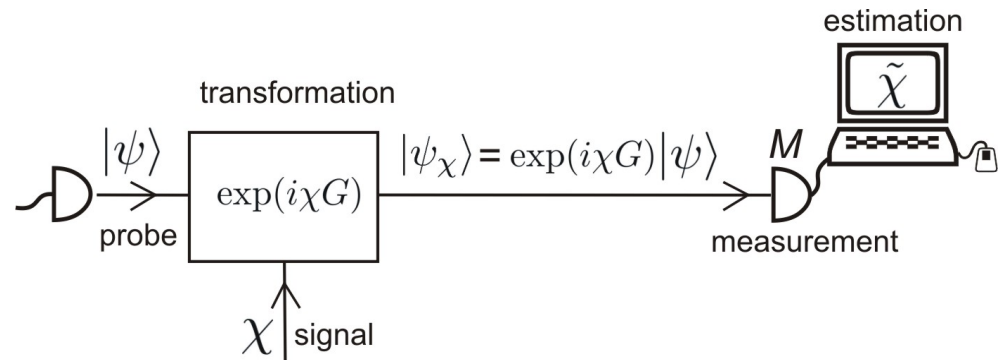 estimation
χ̃
transformation
|ψ⟩
exp(iχG)
|ψ_χ⟩ = exp(iχG)|ψ⟩
M
probe
measurement
χ signal